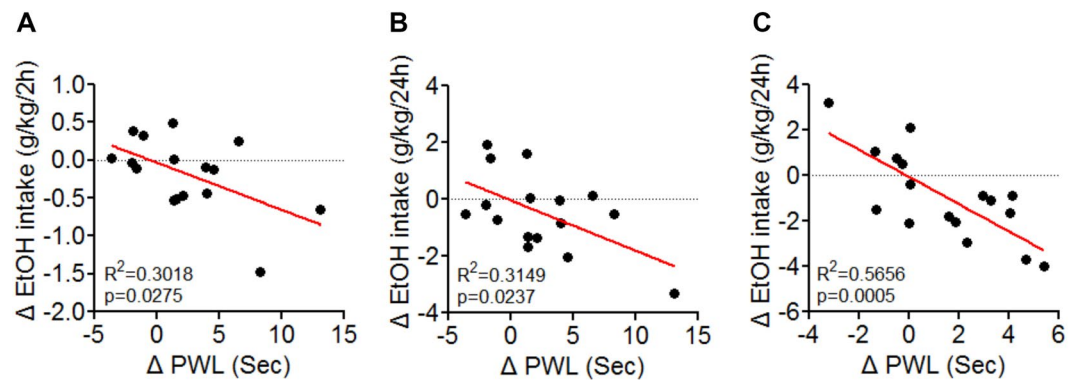 A
Δ EtOH intake (g/kg/2h)
1.0
0.5
0.0
-0.5
-1.0
-1.5
-2.0
R²=0.3018
p=0.0275
-5 0 5 10 15
Δ PWL (Sec)
B
Δ EtOH intake (g/kg/24h)
4
2
0
-2
-4
R²=0.3149
p=0.0237
-5 0 5 10 15
Δ PWL (Sec)
C
Δ EtOH intake (g/kg/24h)
4
2
0
-2
-4
-6
R²=0.5656
p=0.0005
-4 -2 0 2 4 6
Δ PWL (Sec)